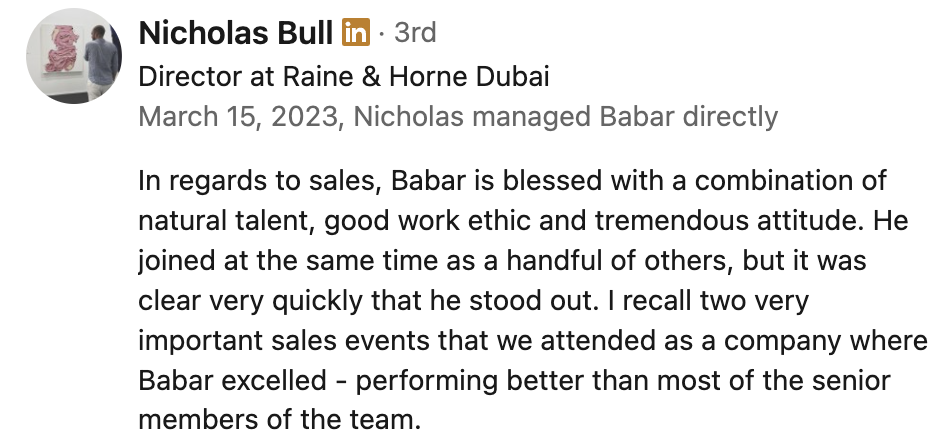 Nicholas Bull in · 3rd
Director at Raine & Horne Dubai
March 15, 2023, Nicholas managed Babar directly
In regards to sales, Babar is blessed with a combination of
natural talent, good work ethic and tremendous attitude. He
joined at the same time as a handful of others, but it was
clear very quickly that he stood out. I recall two very
important sales events that we attended as a company where
Babar excelled - performing better than most of the senior
members of the team.